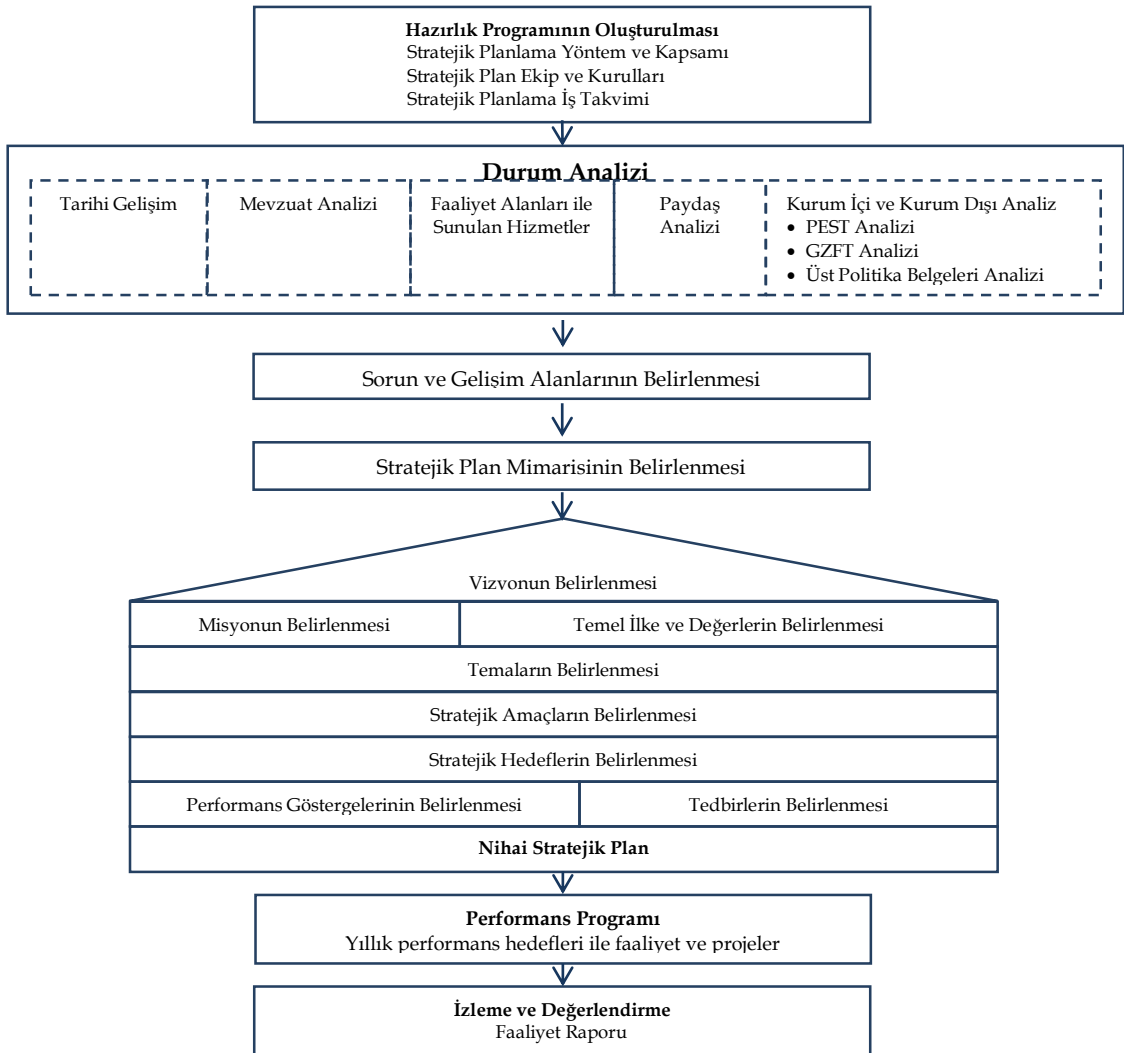 Hazırlık Programının Oluşturulması
Stratejik Planlama Yöntem ve Kapsamı
Stratejik Plan Ekip ve Kurulları
Stratejik Planlama İş Takvimi
Durum Analizi
Tarihi Gelişim
Mevzuat Analizi
Faaliyet Alanları ile
Sunulan Hizmetler
Paydaş
Analizi
Kurum İçi ve Kurum Dışı Analiz
• PEST Analizi
• GZFT Analizi
• Üst Politika Belgeleri Analizi
Sorun ve Gelişim Alanlarının Belirlenmesi
Stratejik Plan Mimarisinin Belirlenmesi
Vizyonun Belirlenmesi
Misyonun Belirlenmesi
Temel İlke ve Değerlerin Belirlenmesi
Temaların Belirlenmesi
Stratejik Amaçların Belirlenmesi
Stratejik Hedeflerin Belirlenmesi
Performans Göstergelerinin Belirlenmesi
Tedbirlerin Belirlenmesi
Nihai Stratejik Plan
Performans Programı
Yıllık performans hedefleri ile faaliyet ve projeler
İzleme ve Değerlendirme
Faaliyet Raporu